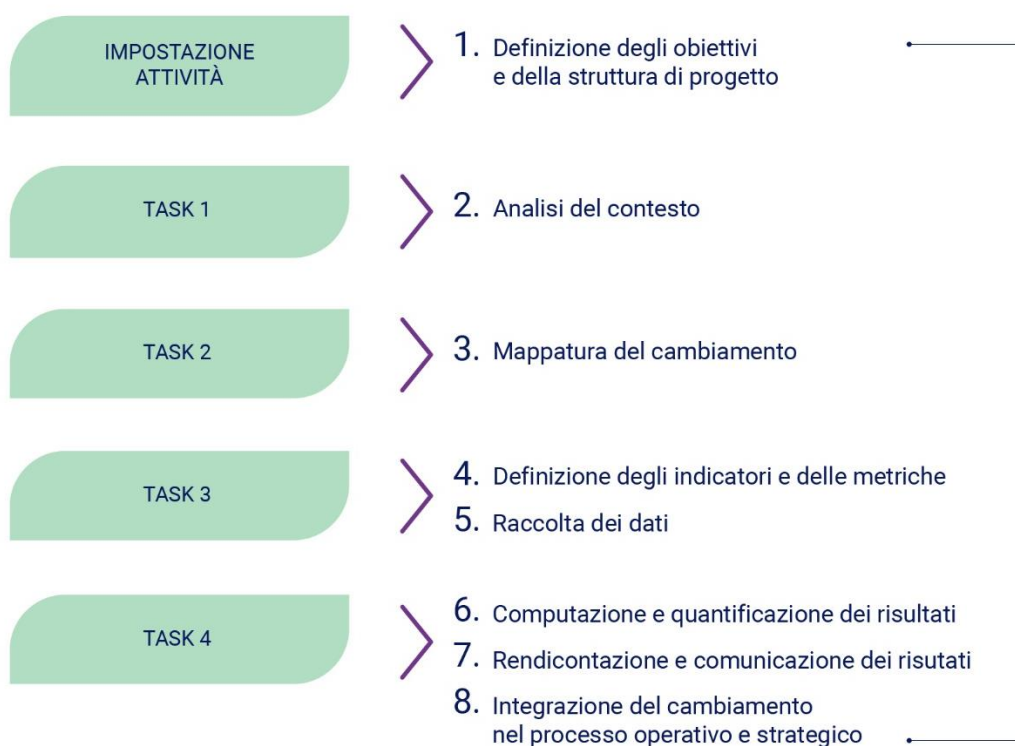 IMPOSTAZIONE
ATTIVITÀ
1. Definizione degli obiettivi
e della struttura di progetto
TASK 1
2. Analisi del contesto
TASK 2
3. Mappatura del cambiamento
TASK 3
4. Definizione degli indicatori e delle metriche
5. Raccolta dei dati
TASK 4
6. Computazione e quantificazione dei risultati
7. Rendicontazione e comunicazione dei risutati
8. Integrazione del cambiamento
nel processo operativo e strategico